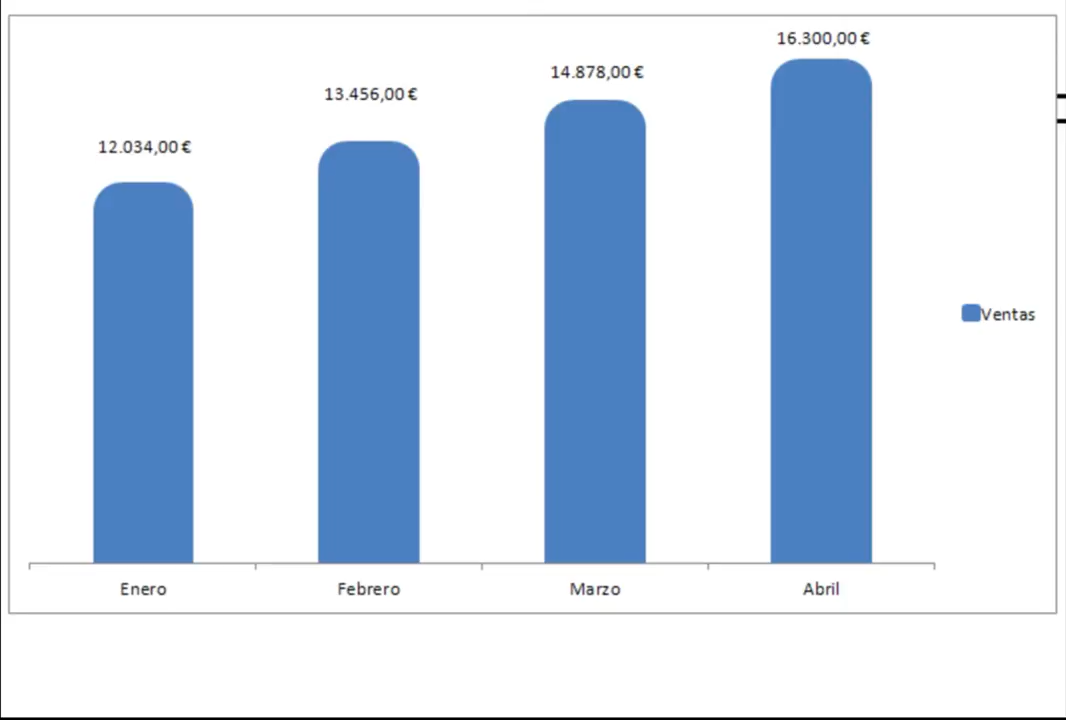 16.300,00 €
14.878,00 €
13.456,00 €
12.034,00 €
Ventas
Enero
Febrero
Marzo
Abril